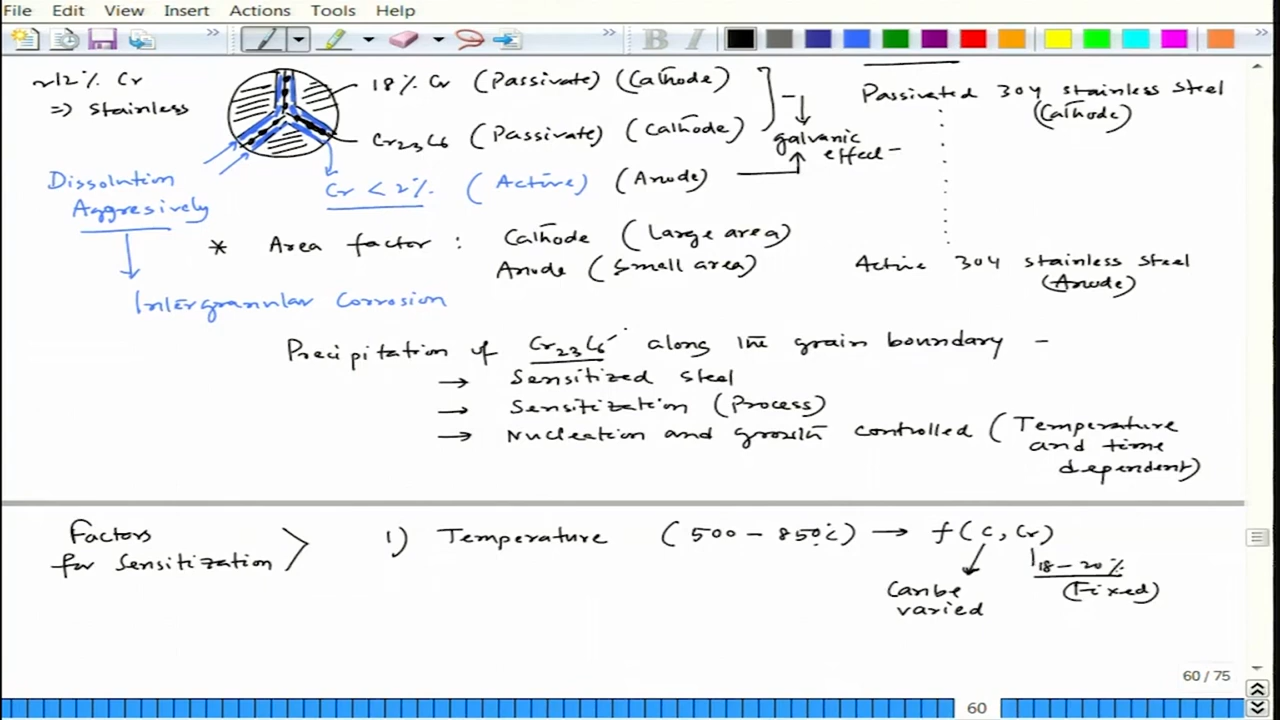 File Edit View Insert Actions Tools Help
~12% Cr
⇒ Stainless
18% Cr (Passivate) (Cathode)
Cr23C6 (Passivate) (Cathode)
galvanic
effect -
Passivated 304 stainless steel
(Cathode)
Dissolution
Aggresively
Cr < 2% (Active) (Anode)
* Area factor : Cathode (Large area)
Anode (Small area)
Active 304 stainless steel
(Anode)
Intergranular Corrosion
Precipitation of Cr23C6 along the grain boundary -
→ Sensitized steel
→ Sensitization (Process)
→ Nucleation and growth controlled (Temperature
and time
dependent)
Factors
for Sensitization
1) Temperature (500 - 850°C) → f(C, Cr)
Can be
varied
18 - 20%
(Fixed)
60 / 75
60